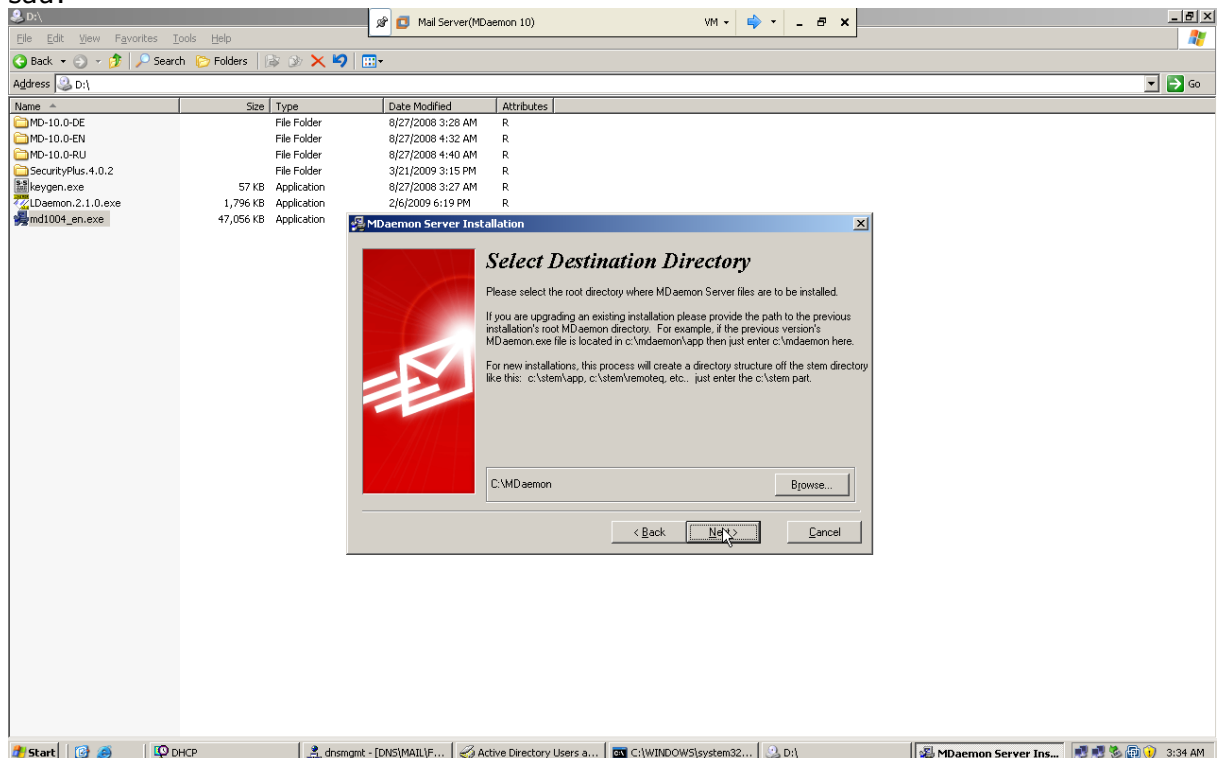 sau:
D:\
Mail Server(MDaemon 10)
VM
File Edit View Favorites Tools Help
Back Search Folders
Address D:\ Go
Name Size Type Date Modified Attributes
MD-10.0-DE File Folder 8/27/2008 3:28 AM R
MD-10.0-EN File Folder 8/27/2008 4:32 AM R
MD-10.0-RU File Folder 8/27/2008 4:40 AM R
SecurityPlus.4.0.2 File Folder 3/21/2009 3:15 PM R
keygen.exe 57 KB Application 8/27/2008 3:27 AM R
LDaemon.2.1.0.exe 1,796 KB Application 2/6/2009 6:19 PM R
md1004_en.exe 47,056 KB Application
MDaemon Server Installation
Select Destination Directory
Please select the root directory where MDaemon Server files are to be installed.
If you are upgrading an existing installation please provide the path to the previous
installation's root MDaemon directory. For example, if the previous version's
MDaemon.exe file is located in c:\mdaemon\app then just enter c:\mdaemon here.
For new installations, this process will create a directory structure off the stem directory
like this: c:\stem\app, c:\stem\remoteq, etc.. just enter the c:\stem part.
C:\MDaemon Browse...
< Back Next > Cancel
Start DHCP dnsmgmt - [DNS\MAIL\F... Active Directory Users a... C:\WINDOWS\system32... D:\ MDaemon Server Ins... 3:34 AM